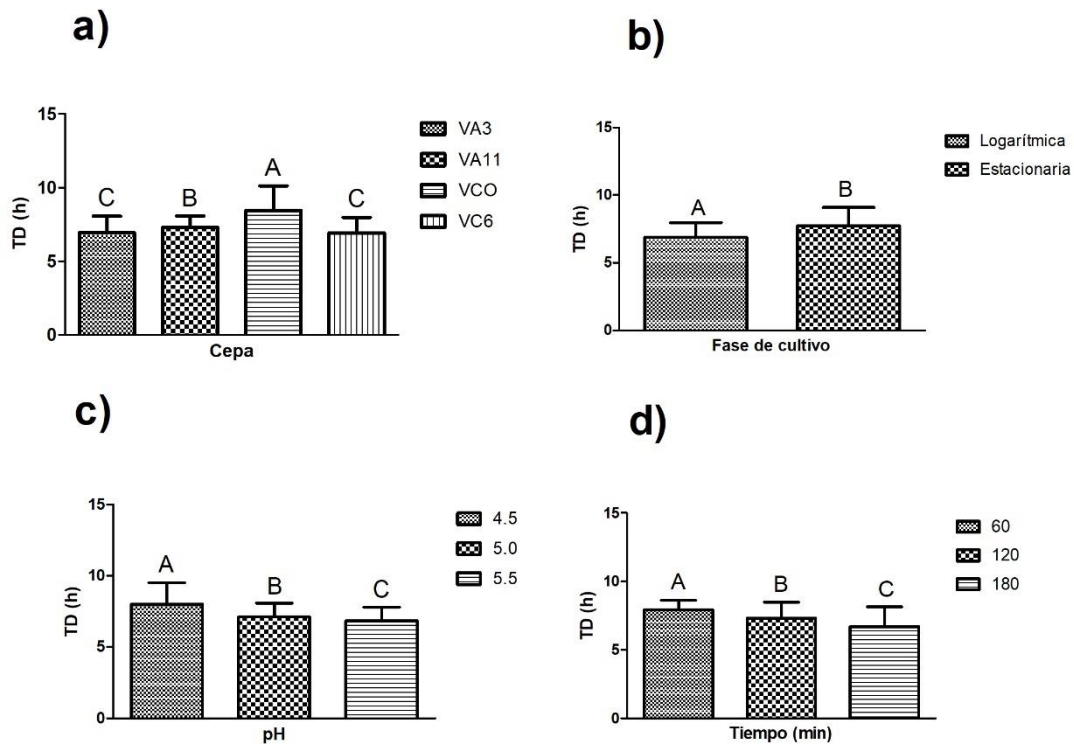 a)
15
10
5
0
TD (h)
C
B
A
C
Cepa
VA3
VA11
VCO
VC6
b)
15
10
5
0
TD (h)
A
B
Fase de cultivo
Logarítmica
Estacionaria
c)
15
10
5
0
TD (h)
A
B
C
pH
4.5
5.0
5.5
d)
15
10
5
0
TD (h)
A
B
C
Tiempo (min)
60
120
180